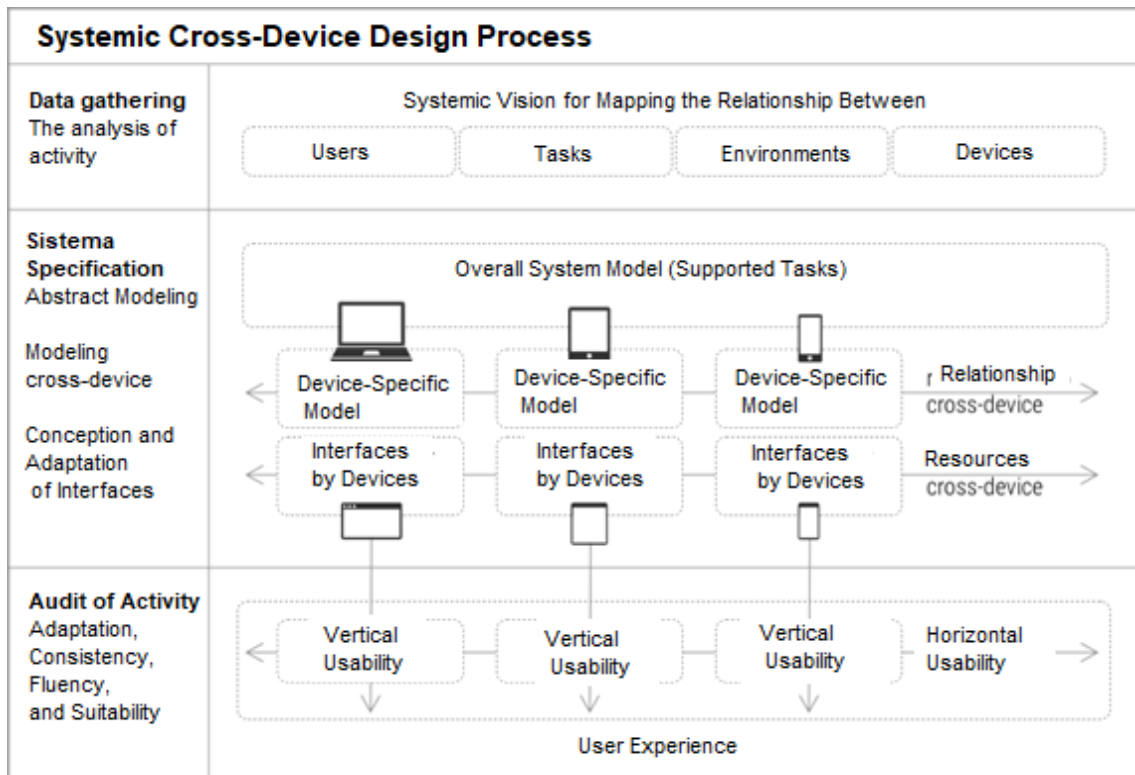 Systemic Cross-Device Design Process
Data gathering
The analysis of
activity
Systemic Vision for Mapping the Relationship Between
Users
Tasks
Environments
Devices
Sistema
Specification
Abstract Modeling
Modeling
cross-device
Conception and
Adaptation
of Interfaces
Overall System Model (Supported Tasks)
Device-Specific
Model
Device-Specific
Model
Device-Specific
Model
Relationship
cross-device
Interfaces
by Devices
Interfaces
by Devices
Interfaces
by Devices
Resources
cross-device
Audit of Activity
Adaptation,
Consistency,
Fluency,
and Suitability
Vertical
Usability
Vertical
Usability
Vertical
Usability
Horizontal
Usability
User Experience